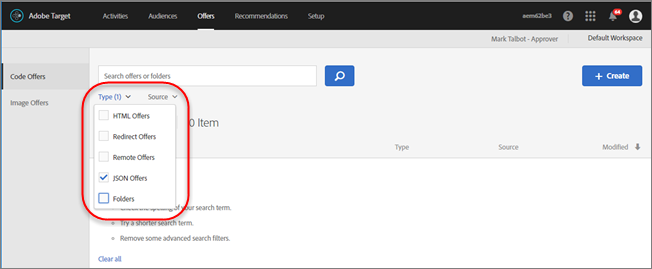 Adobe Target Activities Audiences Offers Recommendations Setup aem62be3 64
Mark Talbot - Approver Default Workspace
Code Offers
Image Offers
Search offers or folders
+ Create
Type (1) Source
0 Item
HTML Offers
Redirect Offers
Remote Offers
JSON Offers
Folders
Type Source Modified
spelling of your search term.
Try a shorter search term.
Remove some advanced search filters.
Clear all